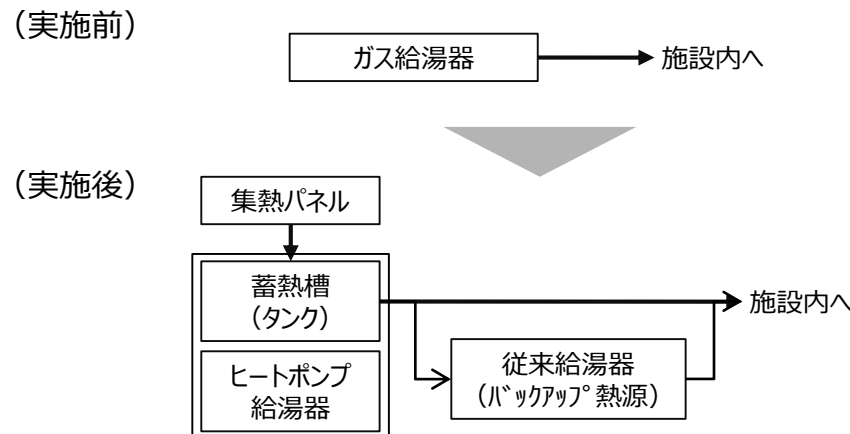 （実施前）
ガス給湯器
施設内へ
（実施後）
集熱パネル
蓄熱槽
（タンク）
施設内へ
ヒートポンプ
給湯器
従来給湯器
（ﾊﾞｯｸｱｯﾌﾟ熱源）